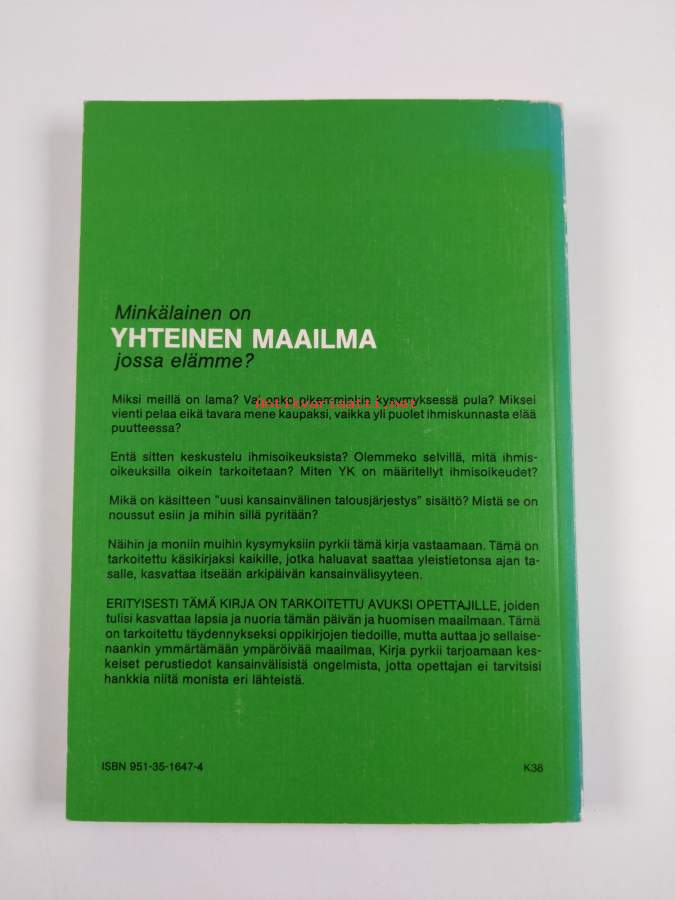 Minkälainen on
YHTEINEN MAAILMA
jossa elämme?
Miksi meillä on lama? Vai onko pikemminkin kysymyksessä pula? Miksei
antikvariaatti.net
vienti pelaa eikä tavara mene kaupaksi, vaikka yli puolet ihmiskunnasta elää
puutteessa?
Entä sitten keskustelu ihmisoikeuksista? Olemmeko selvillä, mitä ihmis-
oikeuksilla oikein tarkoitetaan? Miten YK on määritellyt ihmisoikeudet?
Mikä on käsitteen "uusi kansainvälinen talousjärjestys" sisältö? Mistä se on
noussut esiin ja mihin sillä pyritään?
Näihin ja moniin muihin kysymyksiin pyrkii tämä kirja vastaamaan. Tämä on
tarkoitettu käsikirjaksi kaikille, jotka haluavat saattaa yleistietonsa ajan ta-
salle, kasvattaa itseään arkipäivän kansainvälisyyteen.
ERITYISESTI TÄMÄ KIRJA ON TARKOITETTU AVUKSI OPETTAJILLE, joiden
tulisi kasvattaa lapsia ja nuoria tämän päivän ja huomisen maailmaan. Tämä
on tarkoitettu täydennykseksi oppikirjojen tiedoille, mutta auttaa jo sellaise-
naankin ymmärtämään ympäröivää maailmaa, Kirja pyrkii tarjoamaan kes-
keiset perustiedot kansainvälisistä ongelmista, jotta opettajan ei tarvitsisi
hankkia niitä monista eri lähteistä.
ISBN 951-35-1647-4
K38